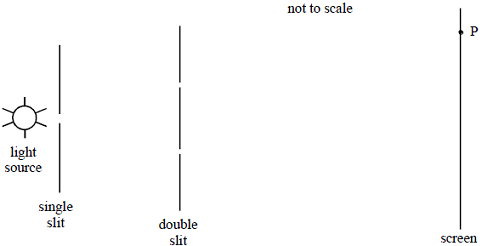 not to scale
P
light
source
single
slit
double
slit
screen